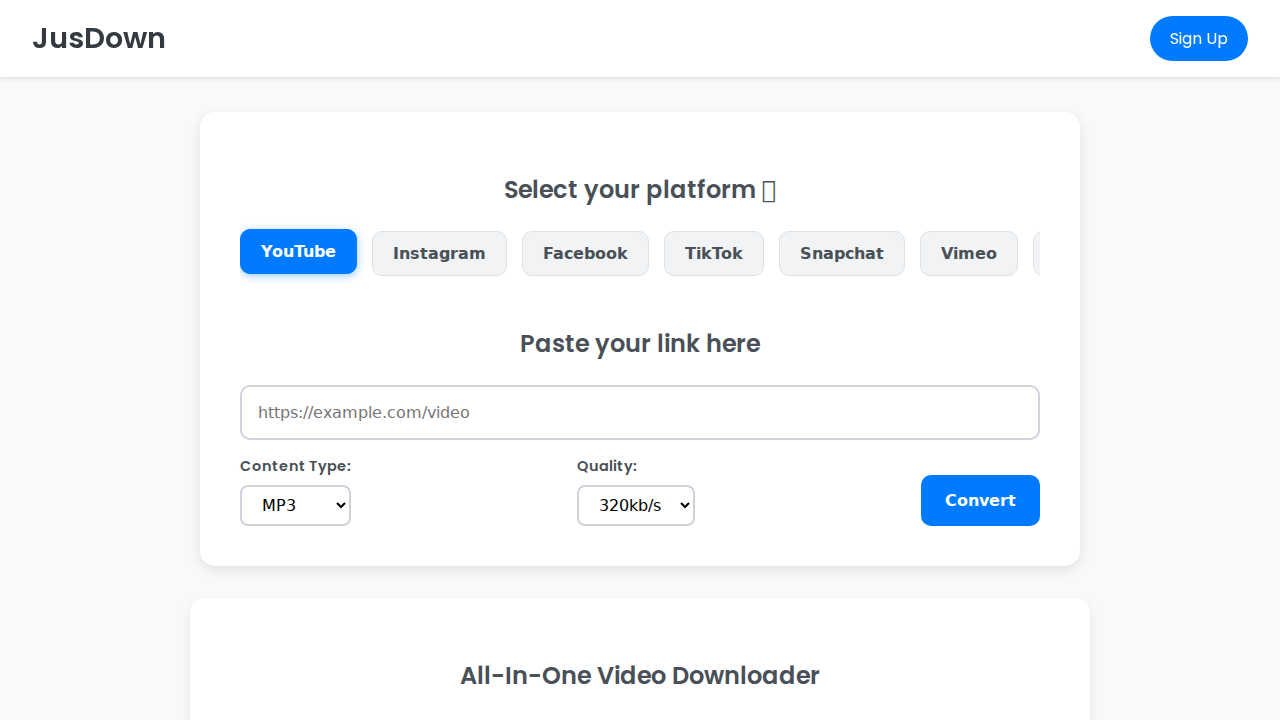 JusDown
Sign Up
Select your platform
YouTube
Instagram
Facebook
TikTok
Snapchat
Vimeo
Paste your link here
https://example.com/video
Content Type:
Quality:
MP3
320kb/s
Convert
All-In-One Video Downloader